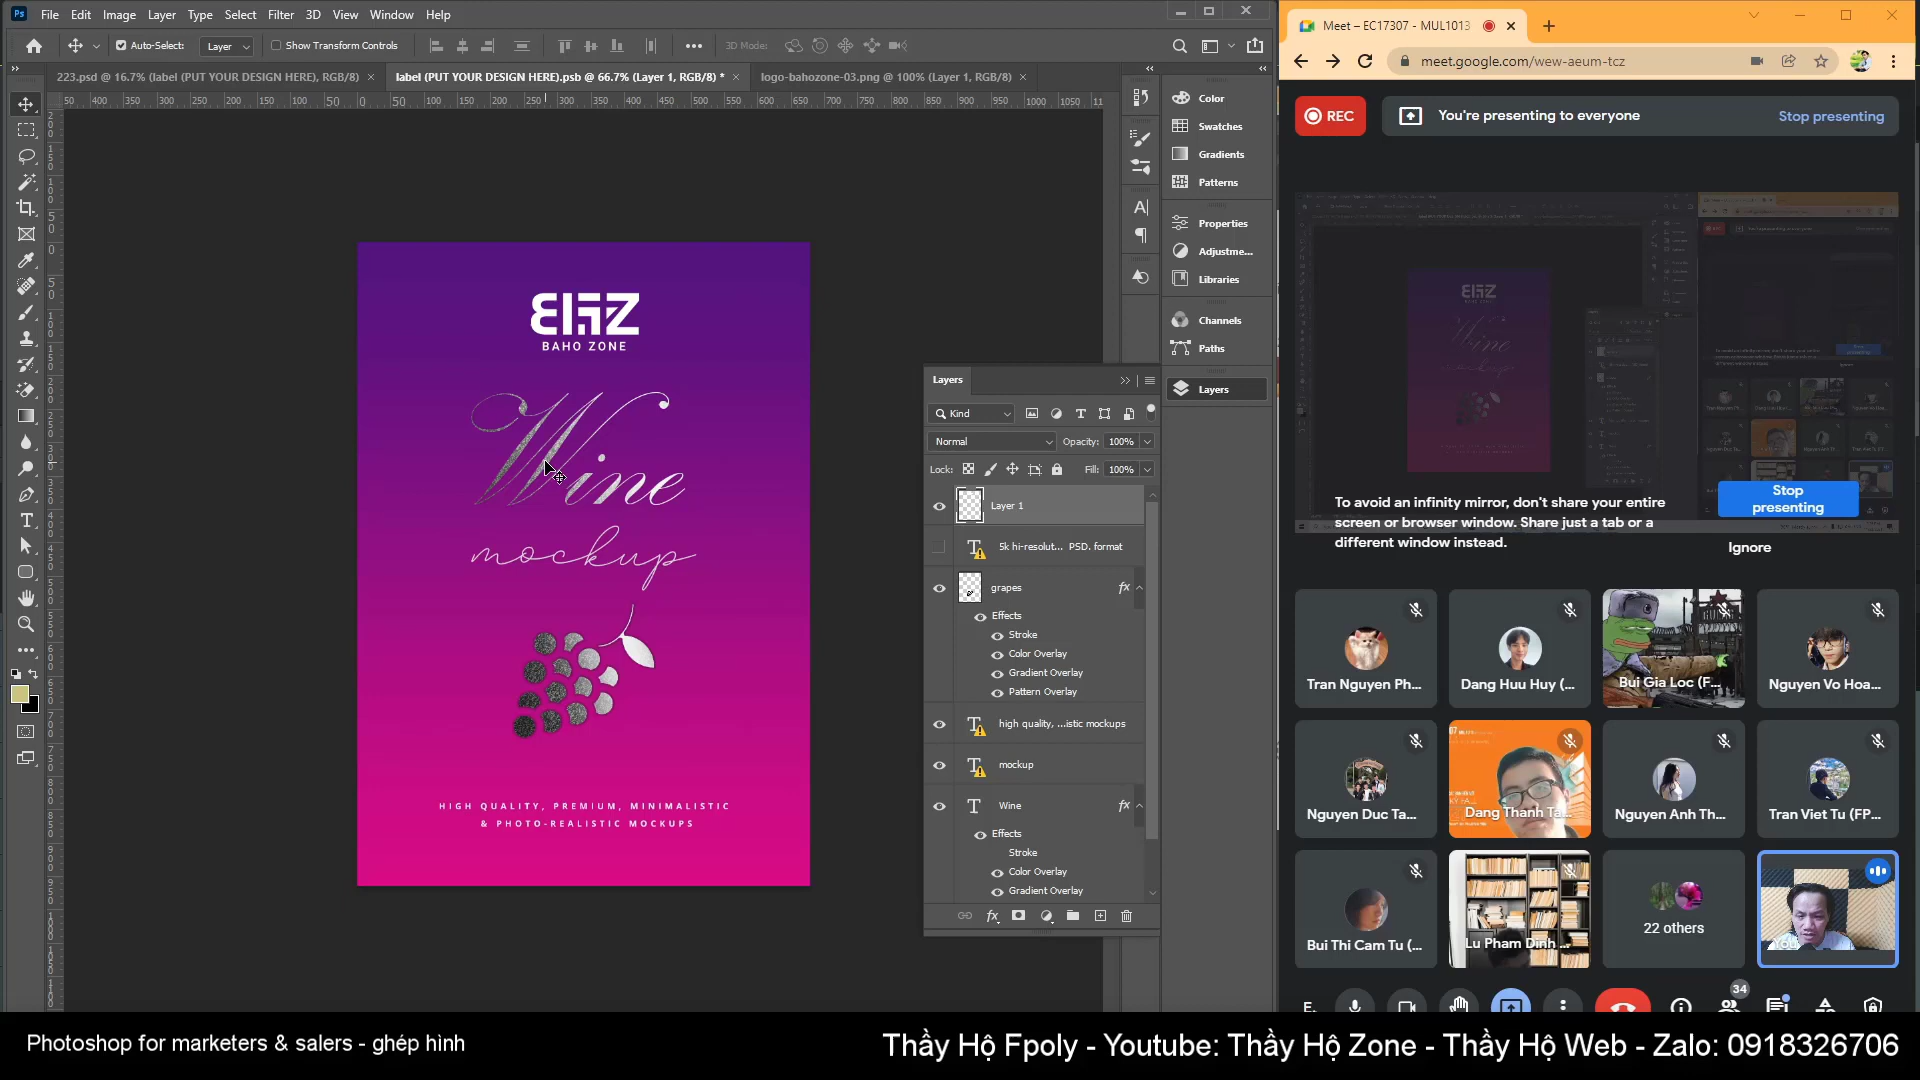 Ps File Edit Image Layer Type Select Filter 3D View Window Help
Auto-Select: Layer Show Transform Controls 3D Mode:
223.psd @ 16.7% (label (PUT YOUR DESIGN HERE), RGB/8) × label (PUT YOUR DESIGN HERE).psb @ 66.7% (Layer 1, RGB/8) * × logo-bahozone-03.png @ 100% (Layer 1, RGB/8) ×
BAHO ZONE
Wine
mockup
HIGH QUALITY, PREMIUM, MINIMALISTIC
& PHOTO-REALISTIC MOCKUPS
Color
Swatches
Gradients
Patterns
Properties
Adjustme...
Libraries
Channels
Paths
Layers
Layers
Kind
Normal Opacity: 100%
Lock: Fill: 100%
Layer 1
5k hi-resolut... PSD. format
grapes fx
Effects
Stroke
Color Overlay
Gradient Overlay
Pattern Overlay
high quality, ...istic mockups
mockup
Wine fx
Effects
Stroke
Color Overlay
Gradient Overlay
Meet – EC17307 - MUL1013
meet.google.com/wew-aeum-tcz
REC You're presenting to everyone Stop presenting
To avoid an infinity mirror, don't share your entire
screen or browser window. Share just a tab or a
different window instead.
Stop
presenting
Ignore
Tran Nguyen Ph... Dang Huu Huy (... Bui Gia Loc (F... Nguyen Vo Hoa...
Nguyen Duc Ta... Dang Thanh Ta... Nguyen Anh Th... Tran Viet Tu (FP...
Bui Thi Cam Tu (... Lu Pham Dinh ... 22 others You
34
Photoshop for marketers & salers - ghép hình
Thầy Hộ Fpoly - Youtube: Thầy Hộ Zone - Thầy Hộ Web - Zalo: 0918326706